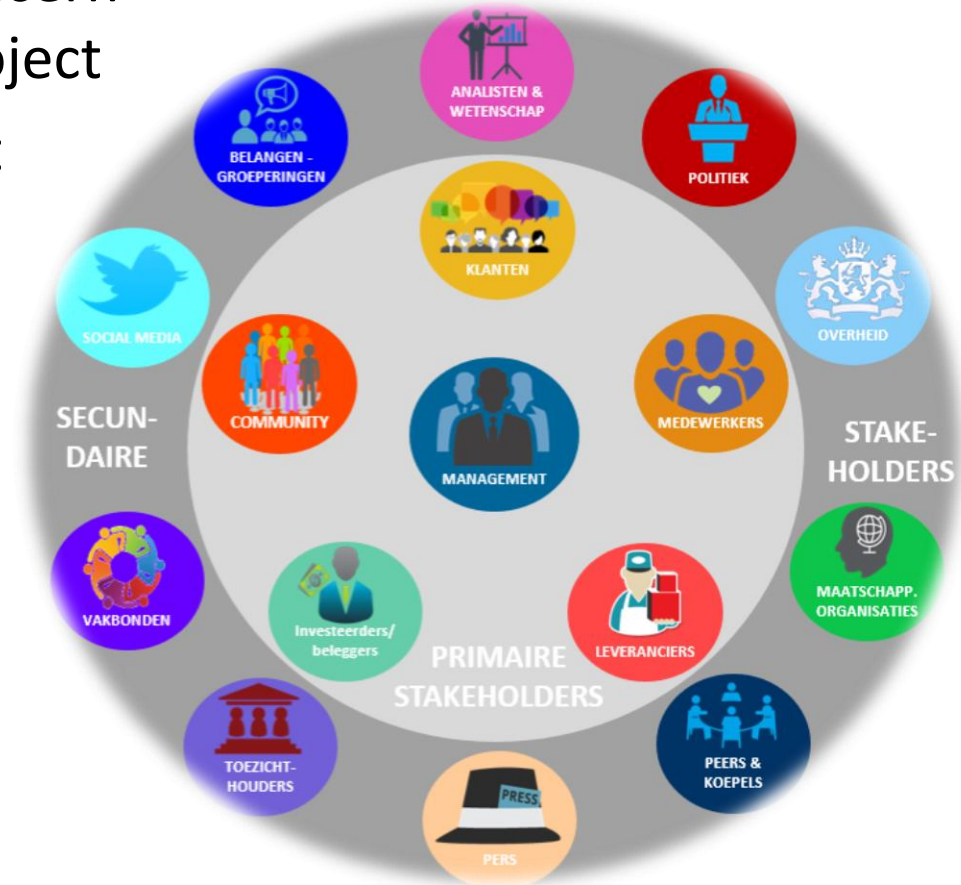 oject
ANALISTEN &
WETENSCHAP
BELANGEN -
GROEPERINGEN
POLITIEK
KLANTEN
SOCIAL MEDIA
OVERHEID
COMMUNITY
MEDEWERKERS
SECUN-
DAIRE
STAKE-
HOLDERS
MANAGEMENT
VAKBONDEN
MAATSCHAPP.
ORGANISATIES
Investeerders/
beleggers
LEVERANCIERS
PRIMAIRE
STAKEHOLDERS
TOEZICHT-
HOUDERS
PEERS &
KOEPELS
PRESS
PERS